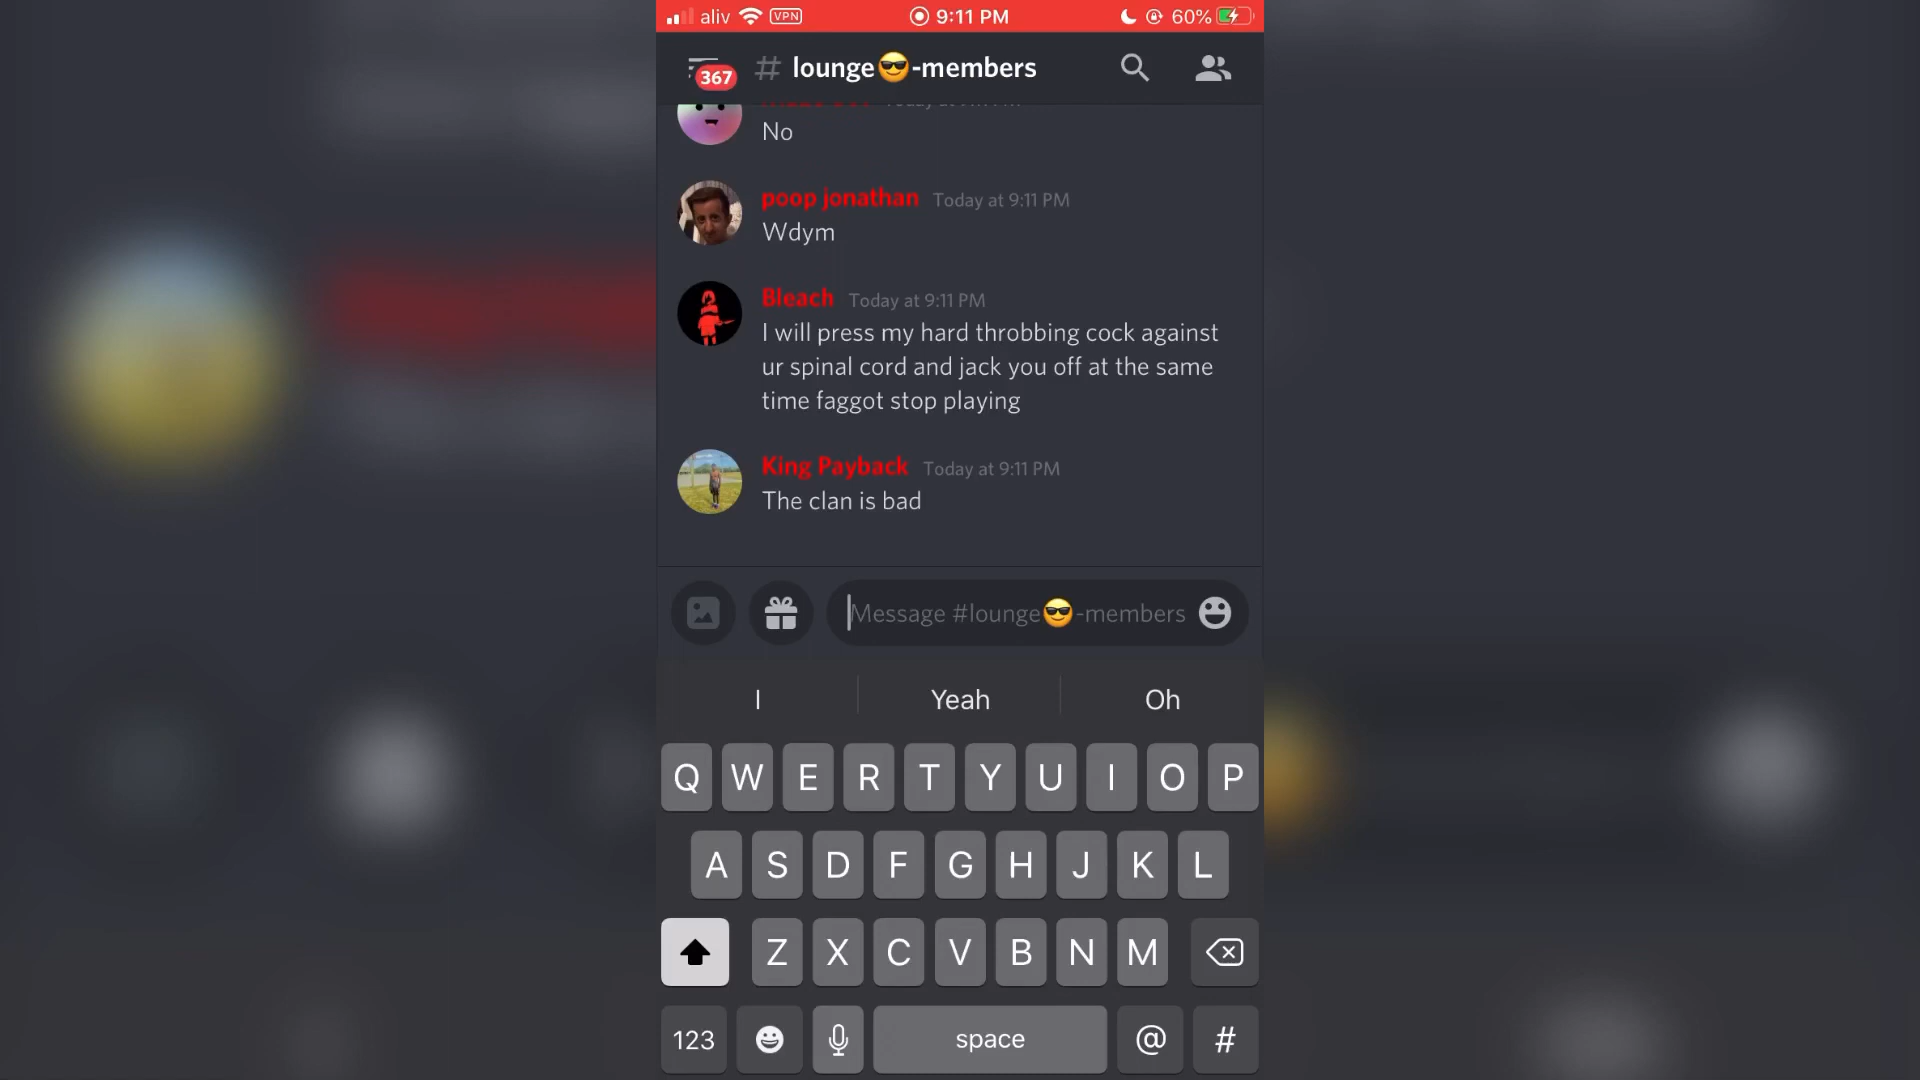 aliv VPN 9:11 PM 60%
367 # lounge😎-members
No
poop jonathan Today at 9:11 PM
Wdym
Bleach Today at 9:11 PM
I will press my hard throbbing cock against
ur spinal cord and jack you off at the same
time faggot stop playing
King Payback Today at 9:11 PM
The clan is bad
Message #lounge😎-members
I Yeah Oh
Q W E R T Y U I O P
A S D F G H J K L
Z X C V B N M
123 space @ #